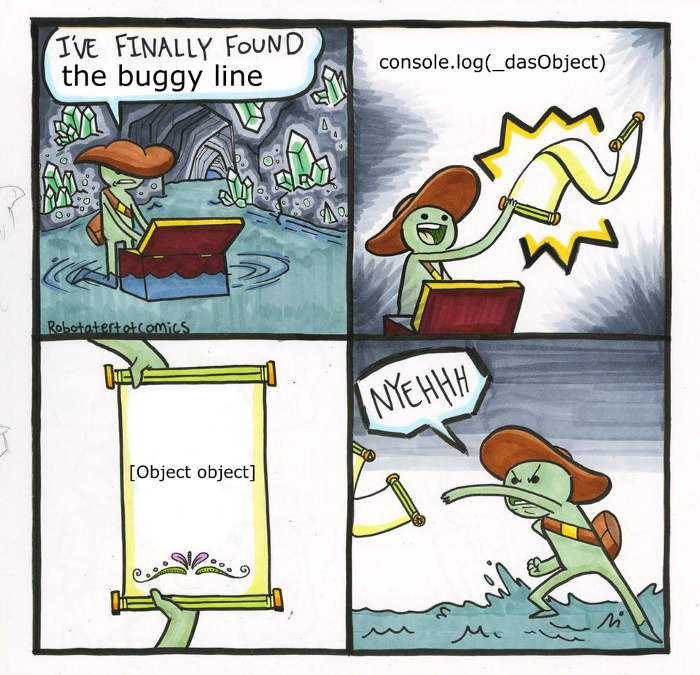 I'VE FINALLY FOUND
the buggy line
console.log(_dasObject)
Robotatertotcomics
[Object object]
NYEHHH